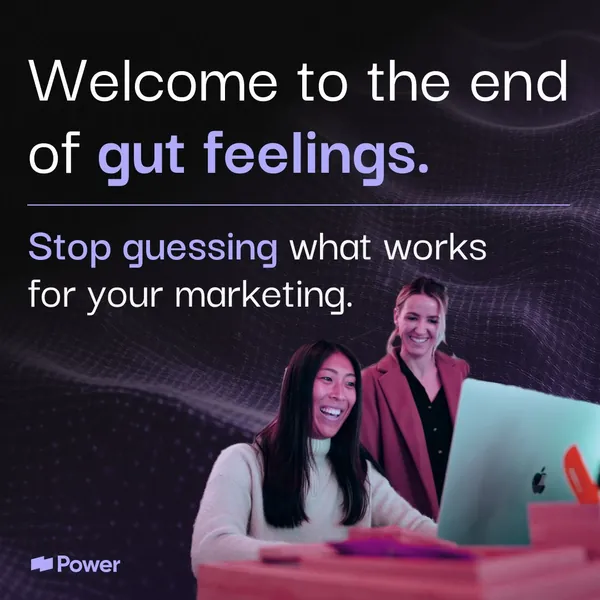 Welcome to the end
of gut feelings.
Stop guessing what works
for your marketing.
Power